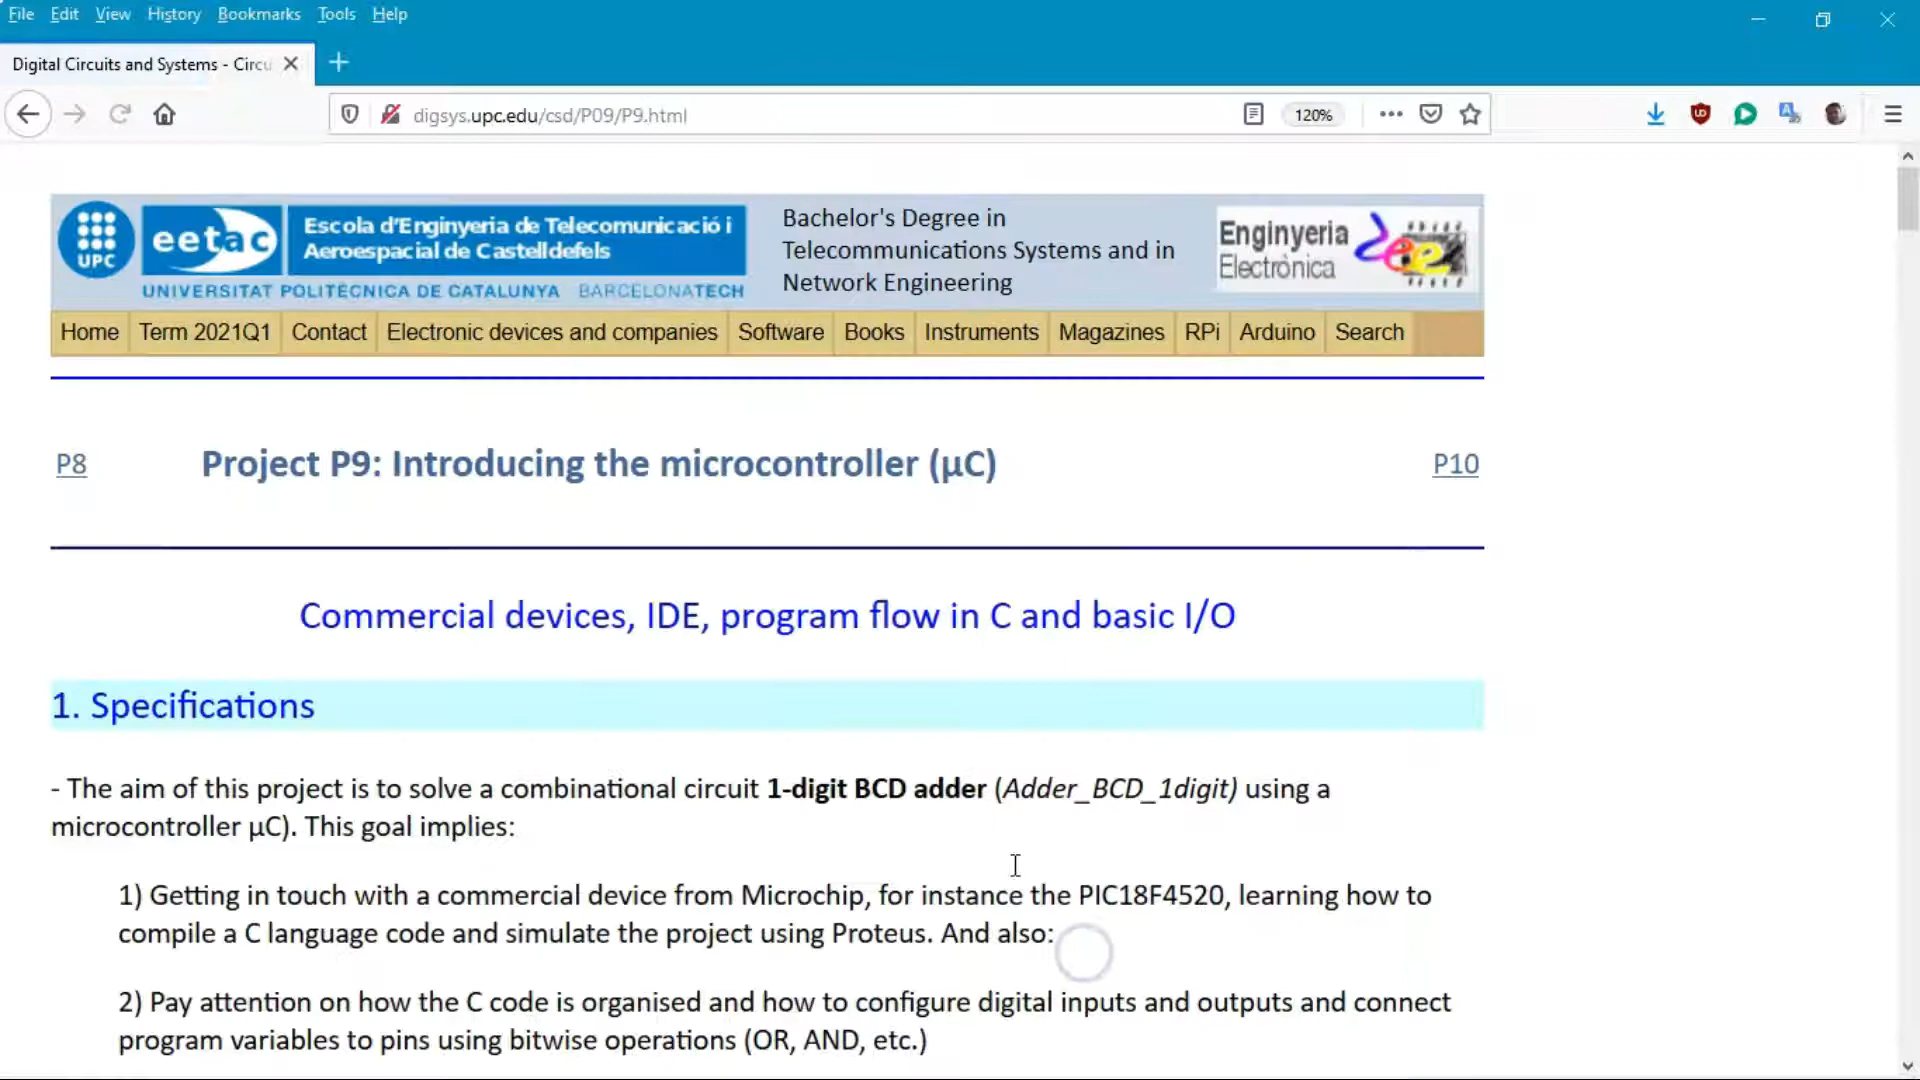 File Edit View History Bookmarks Tools Help
Digital Circuits and Systems - Circu
digsys.upc.edu/csd/P09/P9.html 120%
UPC
eetac
Escola d'Enginyeria de Telecomunicació i
Aeroespacial de Castelldefels
UNIVERSITAT POLITÈCNICA DE CATALUNYA BARCELONATECH
Bachelor's Degree in
Telecommunications Systems and in
Network Engineering
Enginyeria
Electrònica
Home Term 2021Q1 Contact Electronic devices and companies Software Books Instruments Magazines RPi Arduino Search
P8 Project P9: Introducing the microcontroller (µC) P10
Commercial devices, IDE, program flow in C and basic I/O
1. Specifications
- The aim of this project is to solve a combinational circuit 1-digit BCD adder (Adder_BCD_1digit) using a
microcontroller µC). This goal implies:
1) Getting in touch with a commercial device from Microchip, for instance the PIC18F4520, learning how to
compile a C language code and simulate the project using Proteus. And also:
2) Pay attention on how the C code is organised and how to configure digital inputs and outputs and connect
program variables to pins using bitwise operations (OR, AND, etc.)